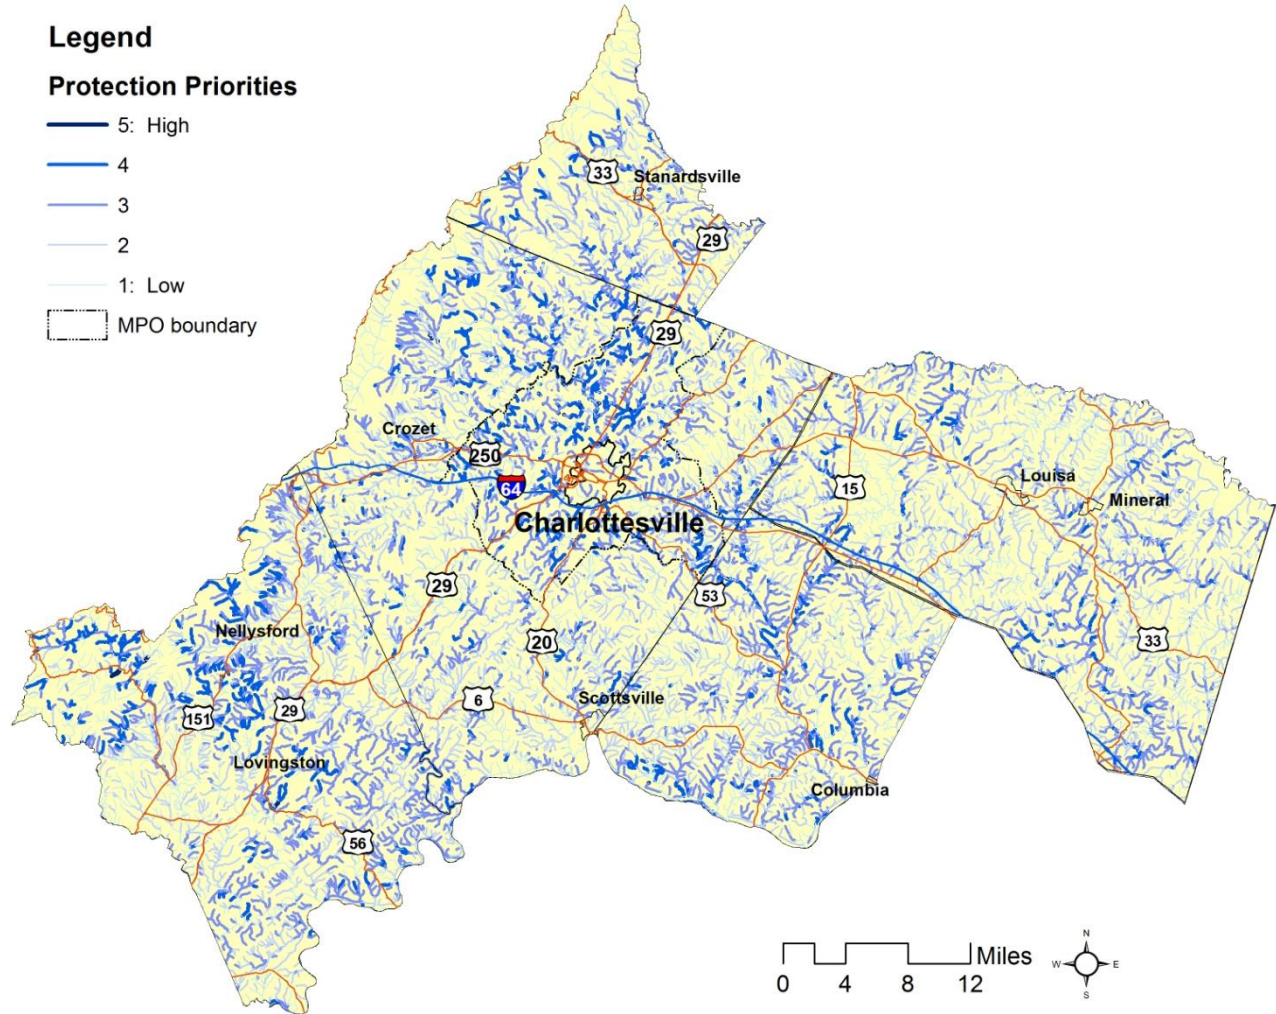 Legend
Protection Priorities
5: High
4
3
2
1: Low
MPO boundary
33
Stanardsville
29
29
Crozet
250
64
Charlottesville
15
Louisa
Mineral
29
53
Nellysford
20
33
151
29
6
Scottsville
Lovingston
Columbia
56
Miles
0 4 8 12
N
W E
S